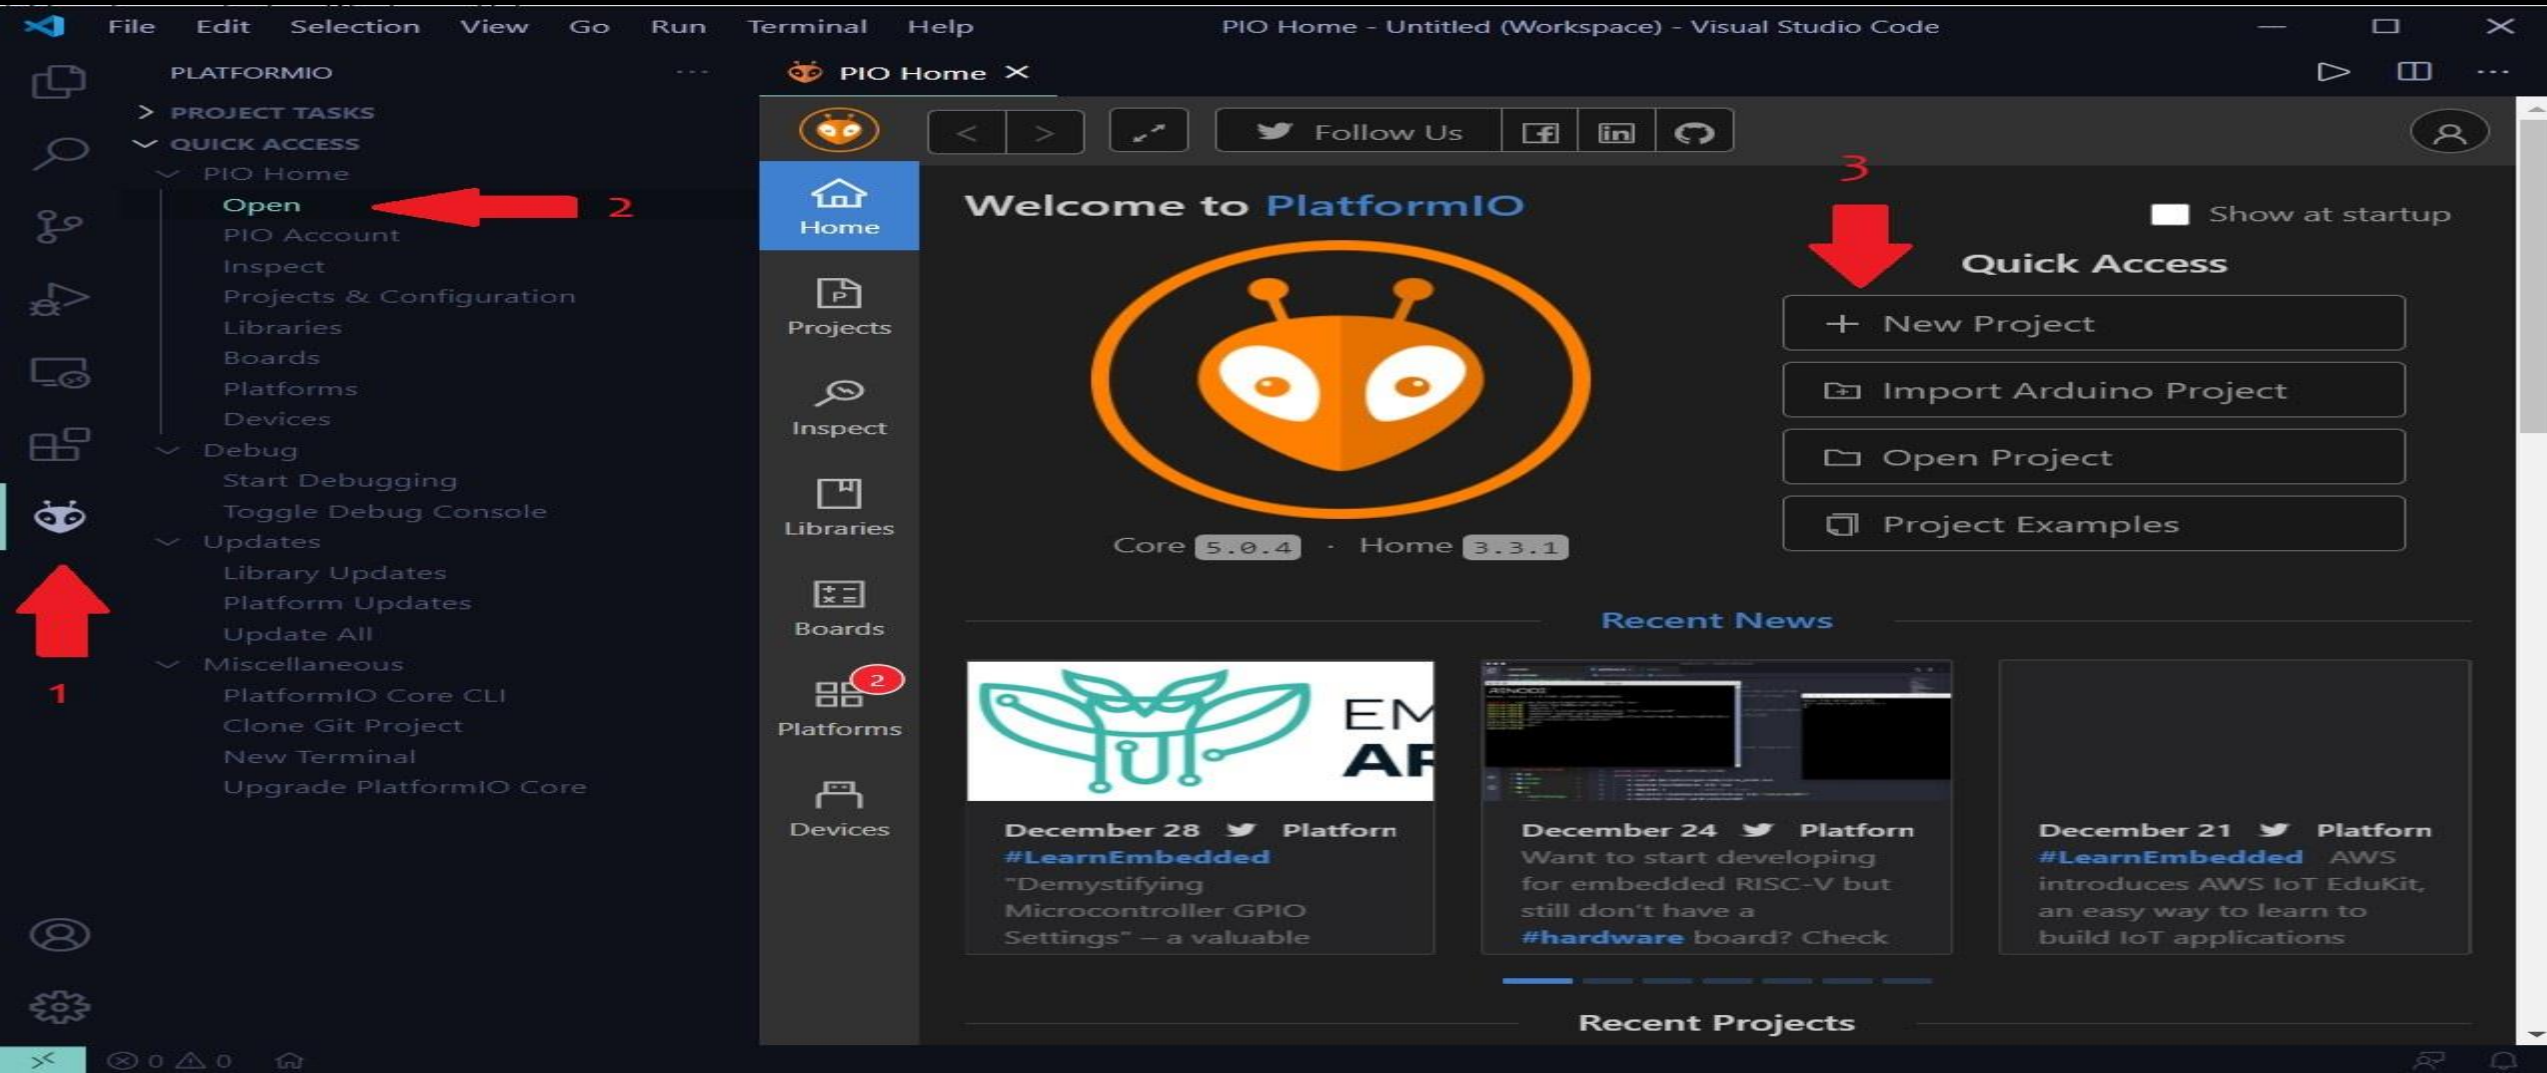 File Edit Selection View Go Run Terminal Help PIO Home - Untitled (Workspace) - Visual Studio Code
PLATFORMIO
PROJECT TASKS
QUICK ACCESS
PIO Home
Open
2
PIO Account
Inspect
Projects & Configuration
Libraries
Boards
Platforms
Devices
Debug
Start Debugging
Toggle Debug Console
Updates
Library Updates
Platform Updates
Update All
Miscellaneous
PlatformIO Core CLI
Clone Git Project
New Terminal
Upgrade PlatformIO Core
1
PIO Home
Follow Us
Home
Projects
Inspect
Libraries
Boards
2
Platforms
Devices
Welcome to PlatformIO
3
Show at startup
Quick Access
New Project
Import Arduino Project
Open Project
Project Examples
Core 5.0.4 · Home 3.3.1
Recent News
EM
AR
December 28 Platforn
#LearnEmbedded
"Demystifying
Microcontroller GPIO
Settings" – a valuable
December 24 Platforn
Want to start developing
for embedded RISC-V but
still don't have a
#hardware board? Check
December 21 Platforn
#LearnEmbedded AWS
introduces AWS IoT EduKit,
an easy way to learn to
build IoT applications
Recent Projects
0 0